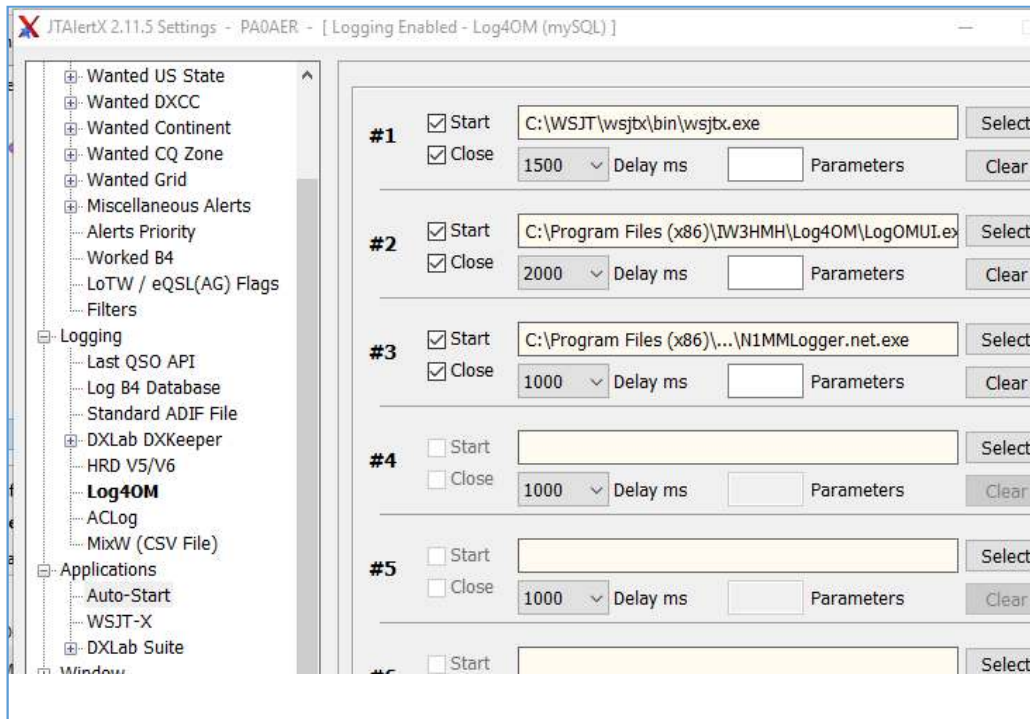 JTAlertX 2.11.5 Settings - PA0AER - [ Logging Enabled - Log4OM (mySQL) ]
Wanted US State
Wanted DXCC
Wanted Continent
Wanted CQ Zone
Wanted Grid
Miscellaneous Alerts
Alerts Priority
Worked B4
LoTW / eQSL(AG) Flags
Filters
Logging
Last QSO API
Log B4 Database
Standard ADIF File
DXLab DXKeeper
HRD V5/V6
Log4OM
ACLog
MixW (CSV File)
Applications
Auto-Start
WSJT-X
DXLab Suite
Window
#1 Start C:\WSJT\wsjtx\bin\wsjtx.exe Select
Close 1500 Delay ms Parameters Clear
#2 Start C:\Program Files (x86)\IW3HMH\Log4OM\LogOMUI.ex Select
Close 2000 Delay ms Parameters Clear
#3 Start C:\Program Files (x86)\...\N1MMLogger.net.exe Select
Close 1000 Delay ms Parameters Clear
#4 Start Select
Close 1000 Delay ms Parameters Clear
#5 Start Select
Close 1000 Delay ms Parameters Clear
#6 Start Select